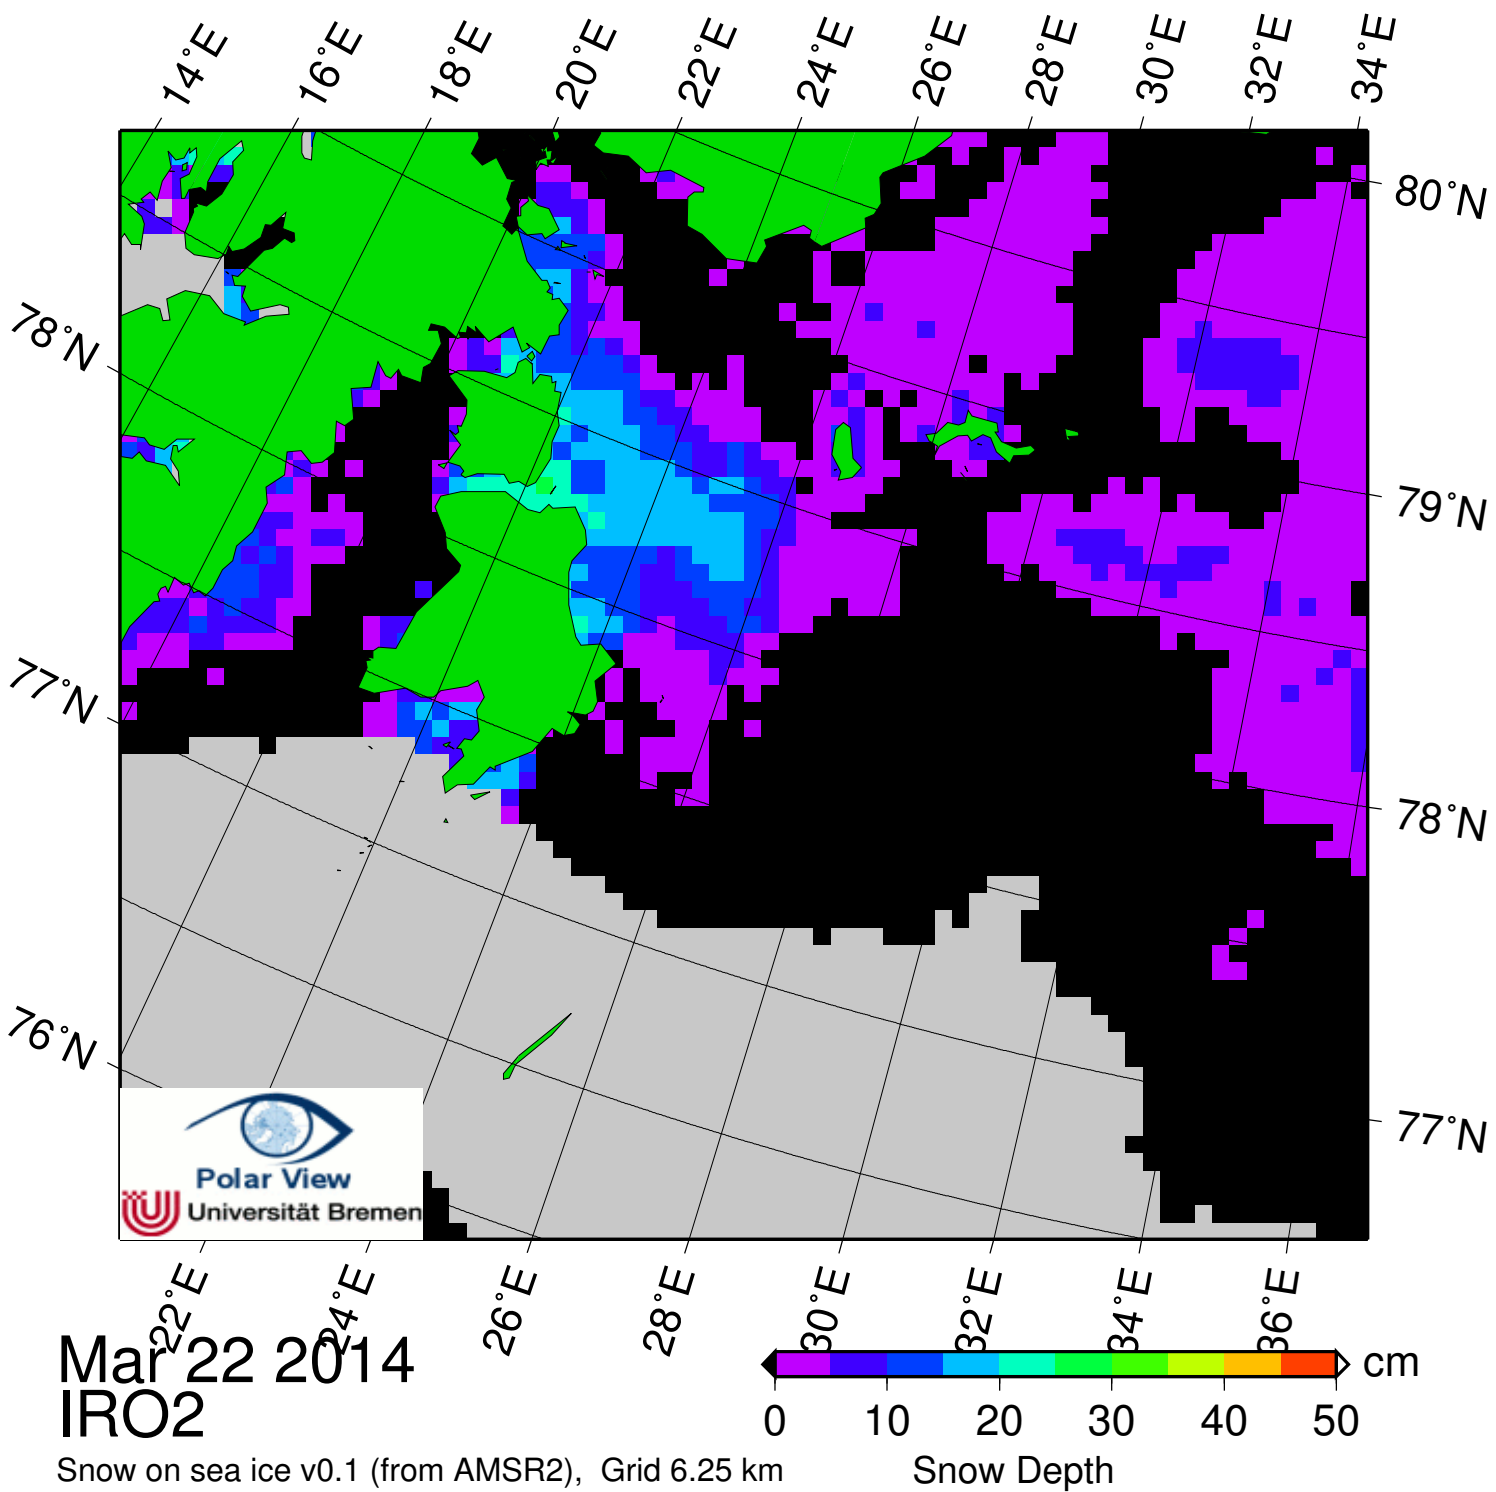 14°E 16°E 18°E 20°E 22°E 24°E 26°E 28°E 30°E 32°E 34°E
80°N
78°N
79°N
77°N
78°N
76°N
77°N
Polar View
Universität Bremen
22°E 24°E 26°E 28°E 30°E 32°E 34°E 36°E
Mar 22 2014
cm
IRO2
0 10 20 30 40 50
Snow on sea ice v0.1 (from AMSR2), Grid 6.25 km
Snow Depth